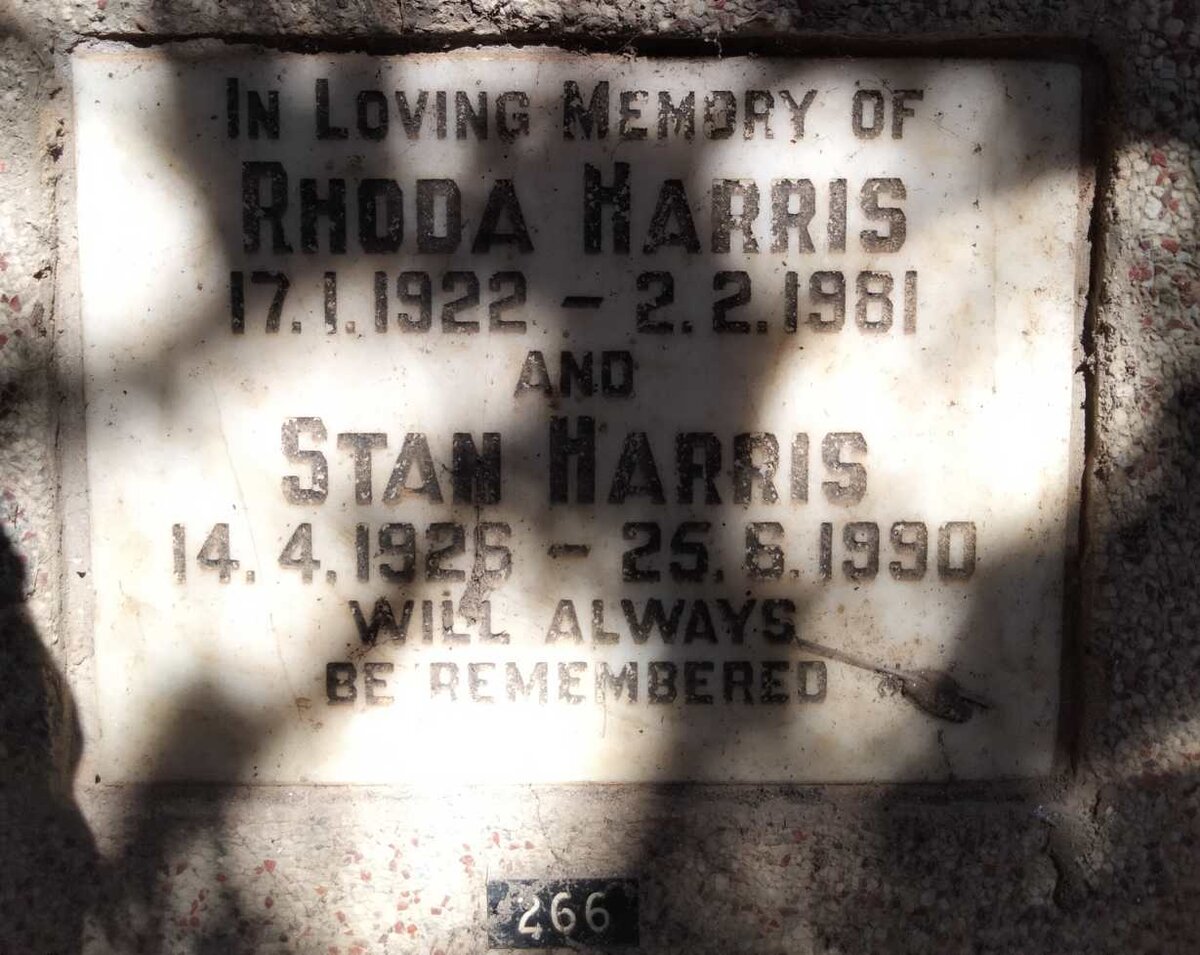 In Loving Memory of
Rhoda Harris
17.1.1922 – 2.2.1981
and
Stan Harris
14.4.1926 – 25.6.1990
will always
be remembered
266